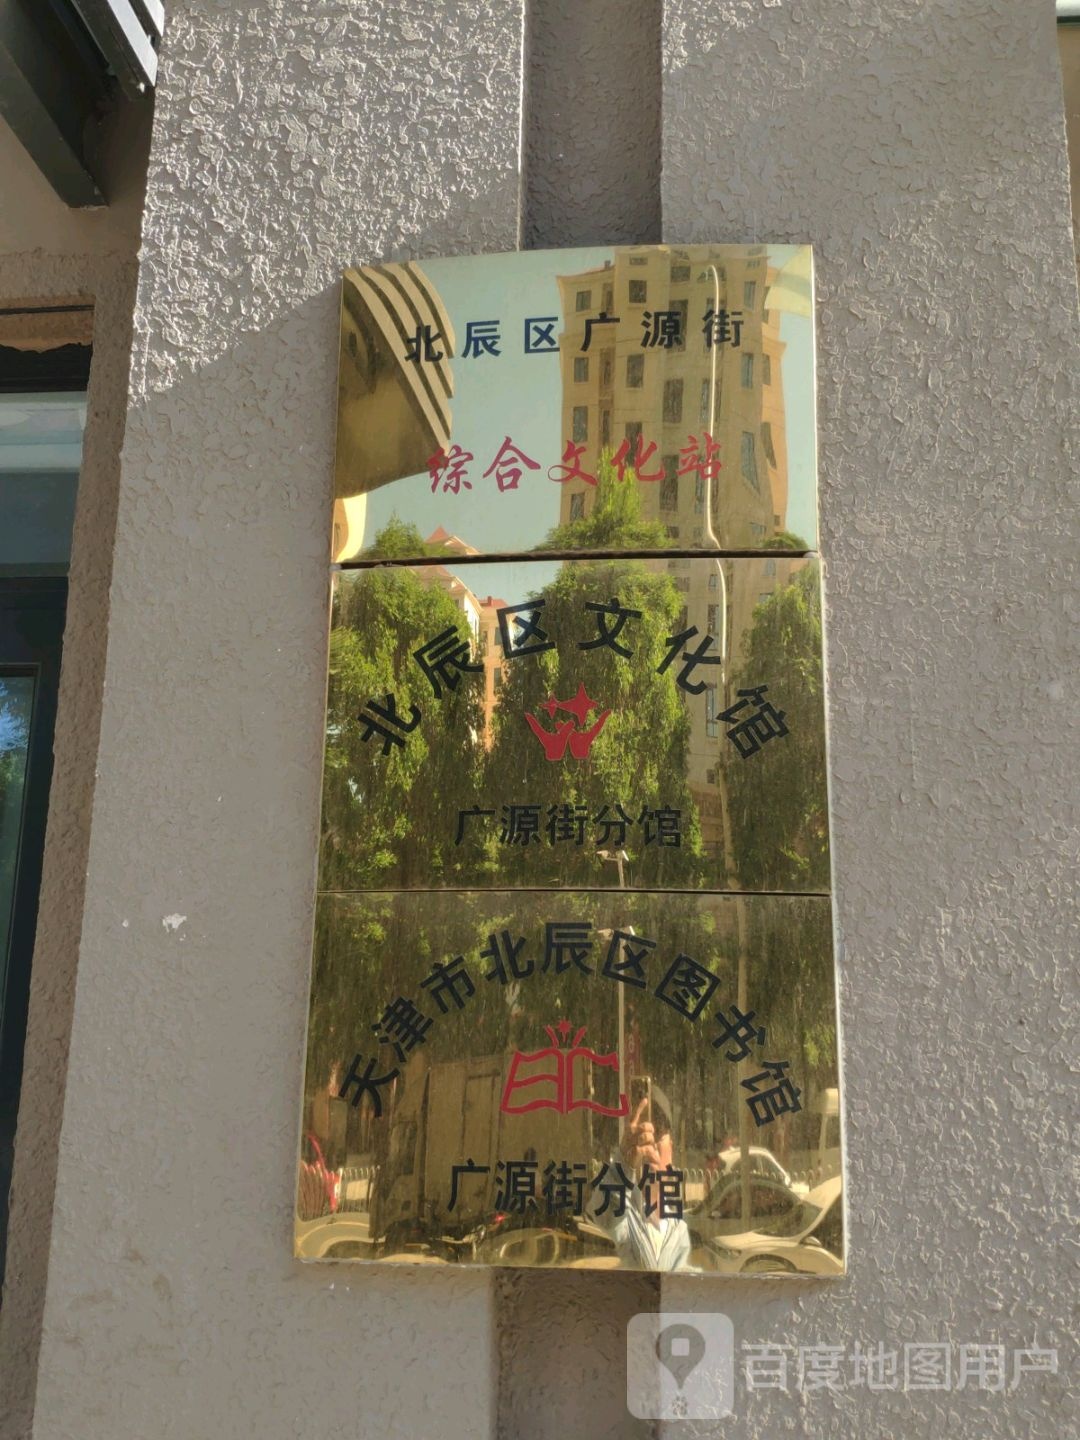 北辰区广源街
综合文化站
北辰区文化馆
广源街分馆
天津市北辰区图书馆
广源街分馆
百度地图用户